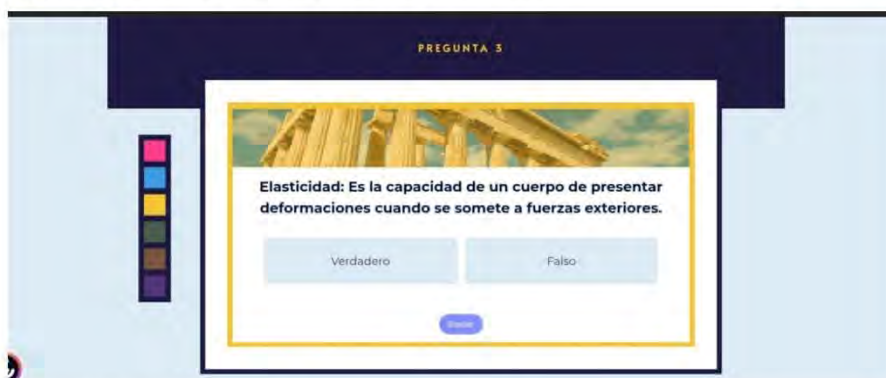 PREGUNTA 3
Elasticidad: Es la capacidad de un cuerpo de presentar
deformaciones cuando se somete a fuerzas exteriores.
Verdadero
Falso